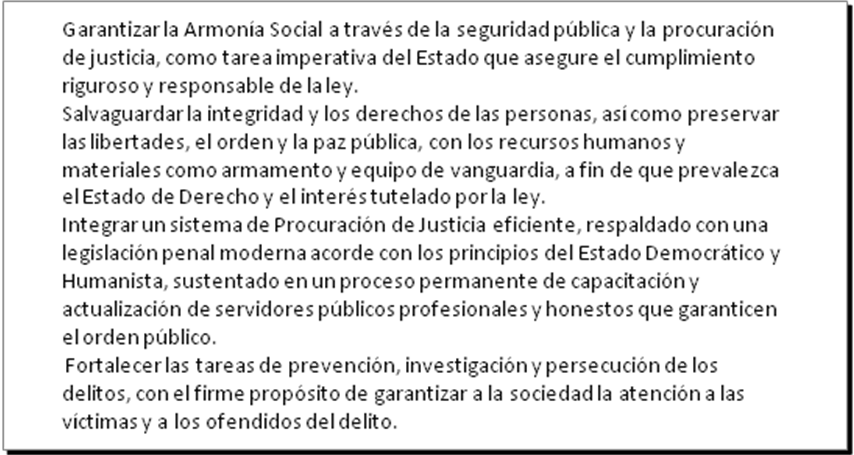 Garantizar la Armonía Social a través de la seguridad pública y la procuración
de justicia, como tarea imperativa del Estado que asegure el cumplimiento
riguroso y responsable de la ley.
Salvaguardar la integridad y los derechos de las personas, así como preservar
las libertades, el orden y la paz pública, con los recursos humanos y
materiales como armamento y equipo de vanguardia, a fin de que prevalezca
el Estado de Derecho y el interés tutelado por la ley.
Integrar un sistema de Procuración de Justicia eficiente, respaldado con una
legislación penal moderna acorde con los principios del Estado Democrático y
Humanista, sustentado en un proceso permanente de capacitación y
actualización de servidores públicos profesionales y honestos que garanticen
el orden público.
Fortalecer las tareas de prevención, investigación y persecución de los
delitos, con el firme propósito de garantizar a la sociedad la atención a las
víctimas y a los ofendidos del delito.